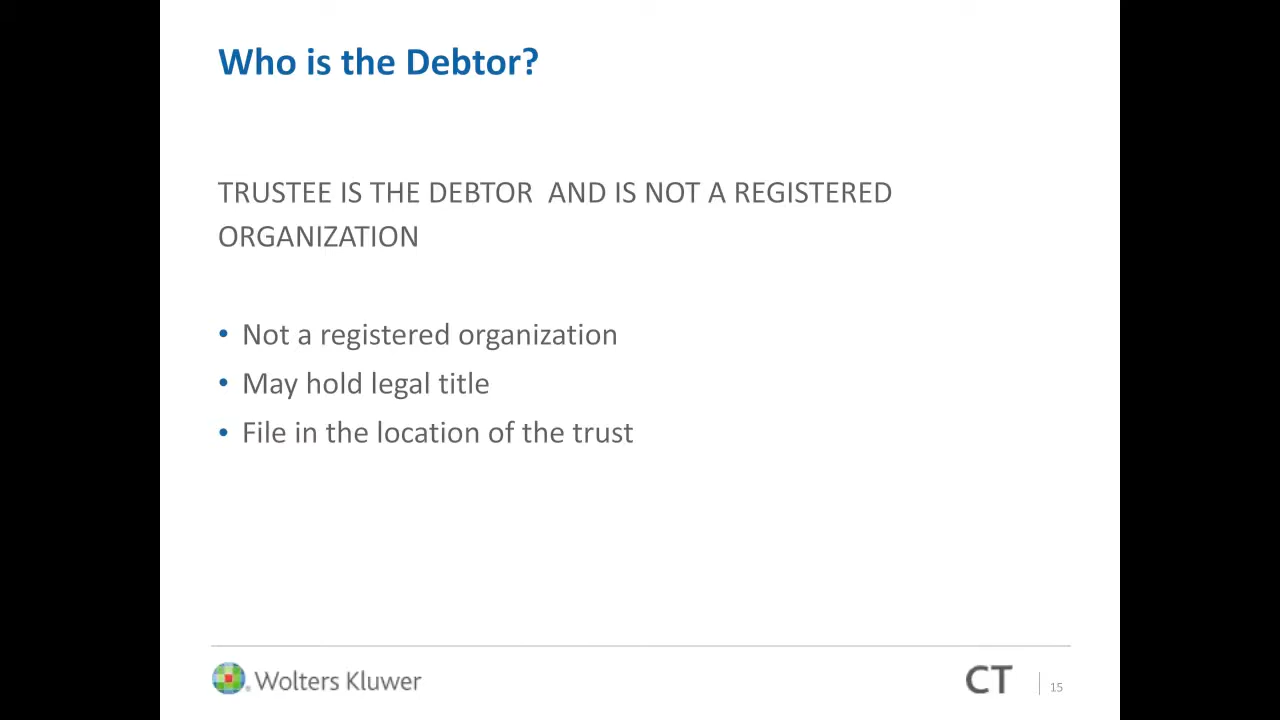 Who is the Debtor?
TRUSTEE IS THE DEBTOR  AND IS NOT A REGISTERED
ORGANIZATION
• Not a registered organization
• May hold legal title
• File in the location of the trust
Wolters Kluwer
CT
15